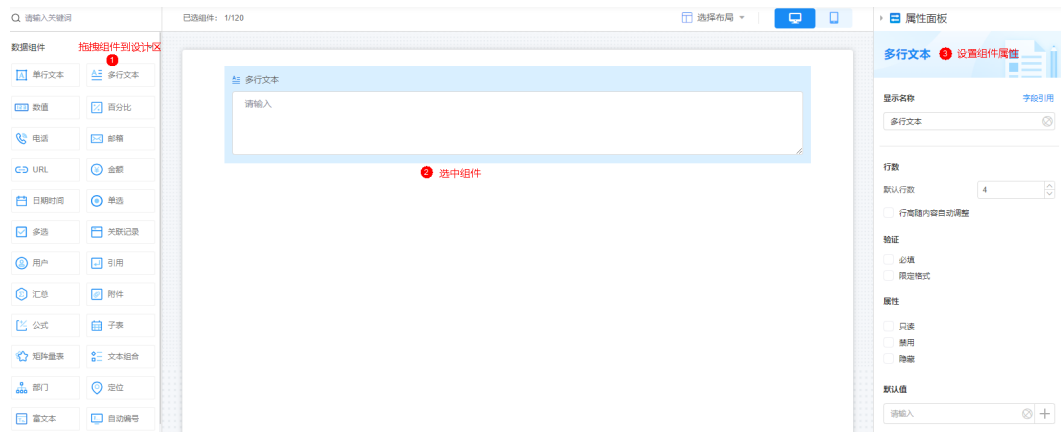 请输入关键词
已选组件: 1/120
选择布局
属性面板
数据组件
拖拽组件到设计区
1
单行文本
多行文本
数值
百分比
电话
邮箱
URL
金额
日期时间
单选
多选
关联记录
用户
引用
汇总
附件
公式
子表
矩阵量表
文本组合
部门
定位
富文本
自动编号
多行文本
请输入
2 选中组件
多行文本
3 设置组件属性
显示名称
字段引用
多行文本
行数
默认行数
4
行高随内容自动调整
验证
必填
限定格式
属性
只读
禁用
隐藏
默认值
请输入